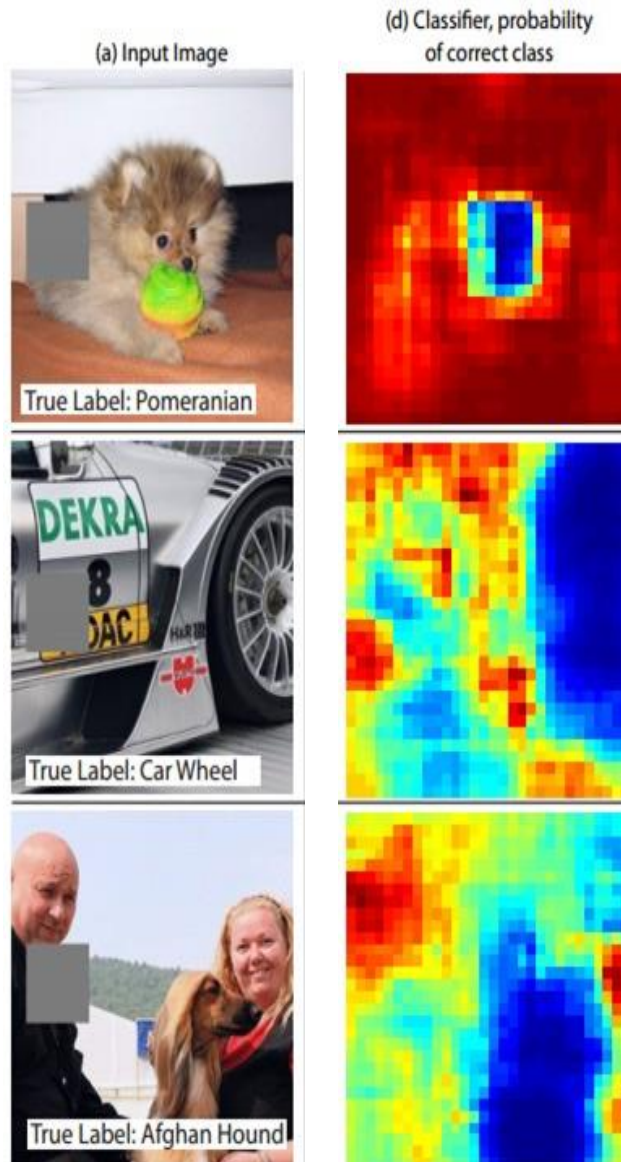 (a) Input Image
(d) Classifier, probability
of correct class
True Label: Pomeranian
DEKRA
8
DAC
H&R
True Label: Car Wheel
True Label: Afghan Hound